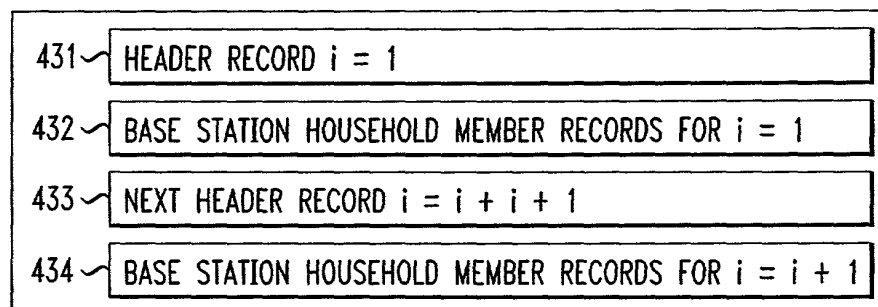 431 HEADER RECORD i = 1
432 BASE STATION HOUSEHOLD MEMBER RECORDS FOR i = 1
433 NEXT HEADER RECORD i = i + i + 1
434 BASE STATION HOUSEHOLD MEMBER RECORDS FOR i = i + 1